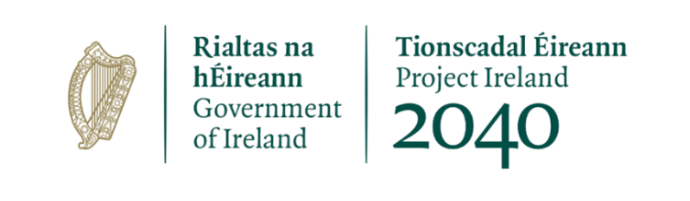 Rialtas na
hÉireann
Government
of Ireland
Tionscadal Éireann
Project Ireland
2040